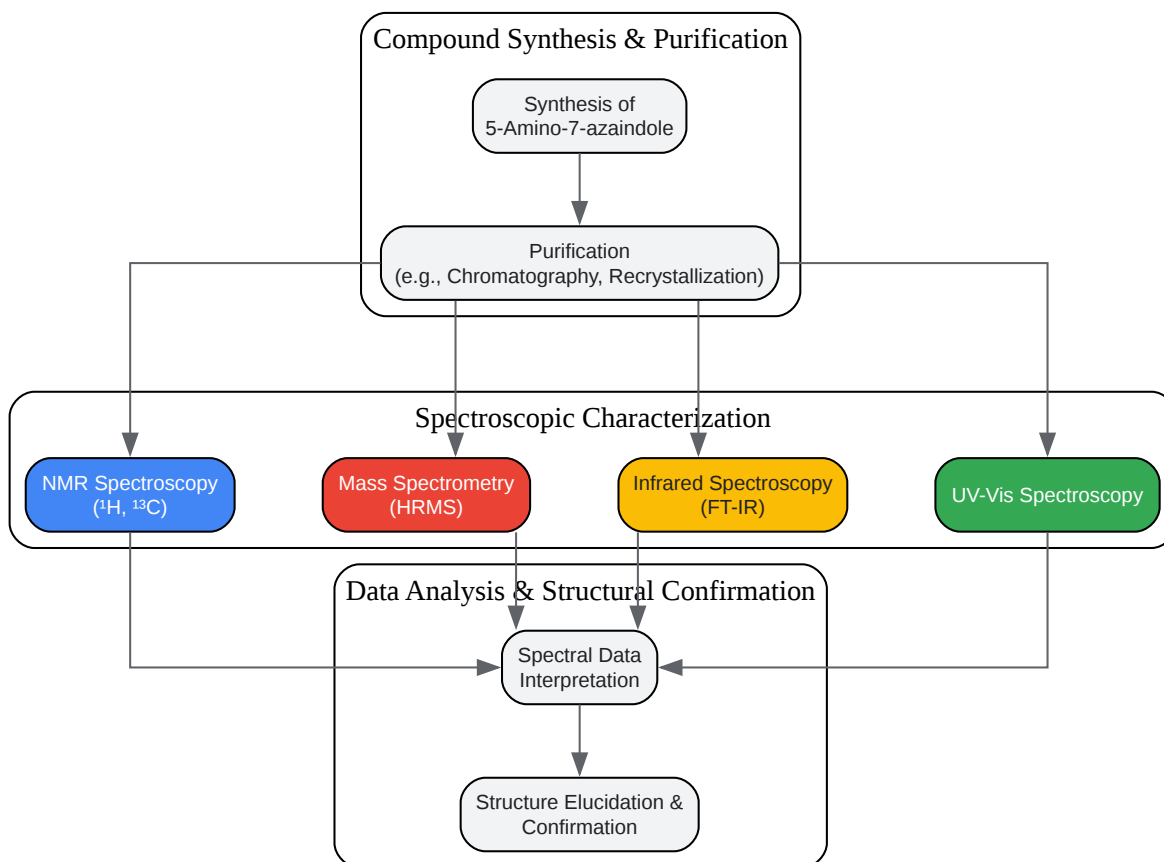 Compound Synthesis & Purification
Synthesis of
5-Amino-7-azaindole
Purification
(e.g., Chromatography, Recrystallization)
Spectroscopic Characterization
NMR Spectroscopy
(¹H, ¹³C)
Mass Spectrometry
(HRMS)
Infrared Spectroscopy
(FT-IR)
UV-Vis Spectroscopy
Data Analysis & Structural Confirmation
Spectral Data
Interpretation
Structure Elucidation &
Confirmation